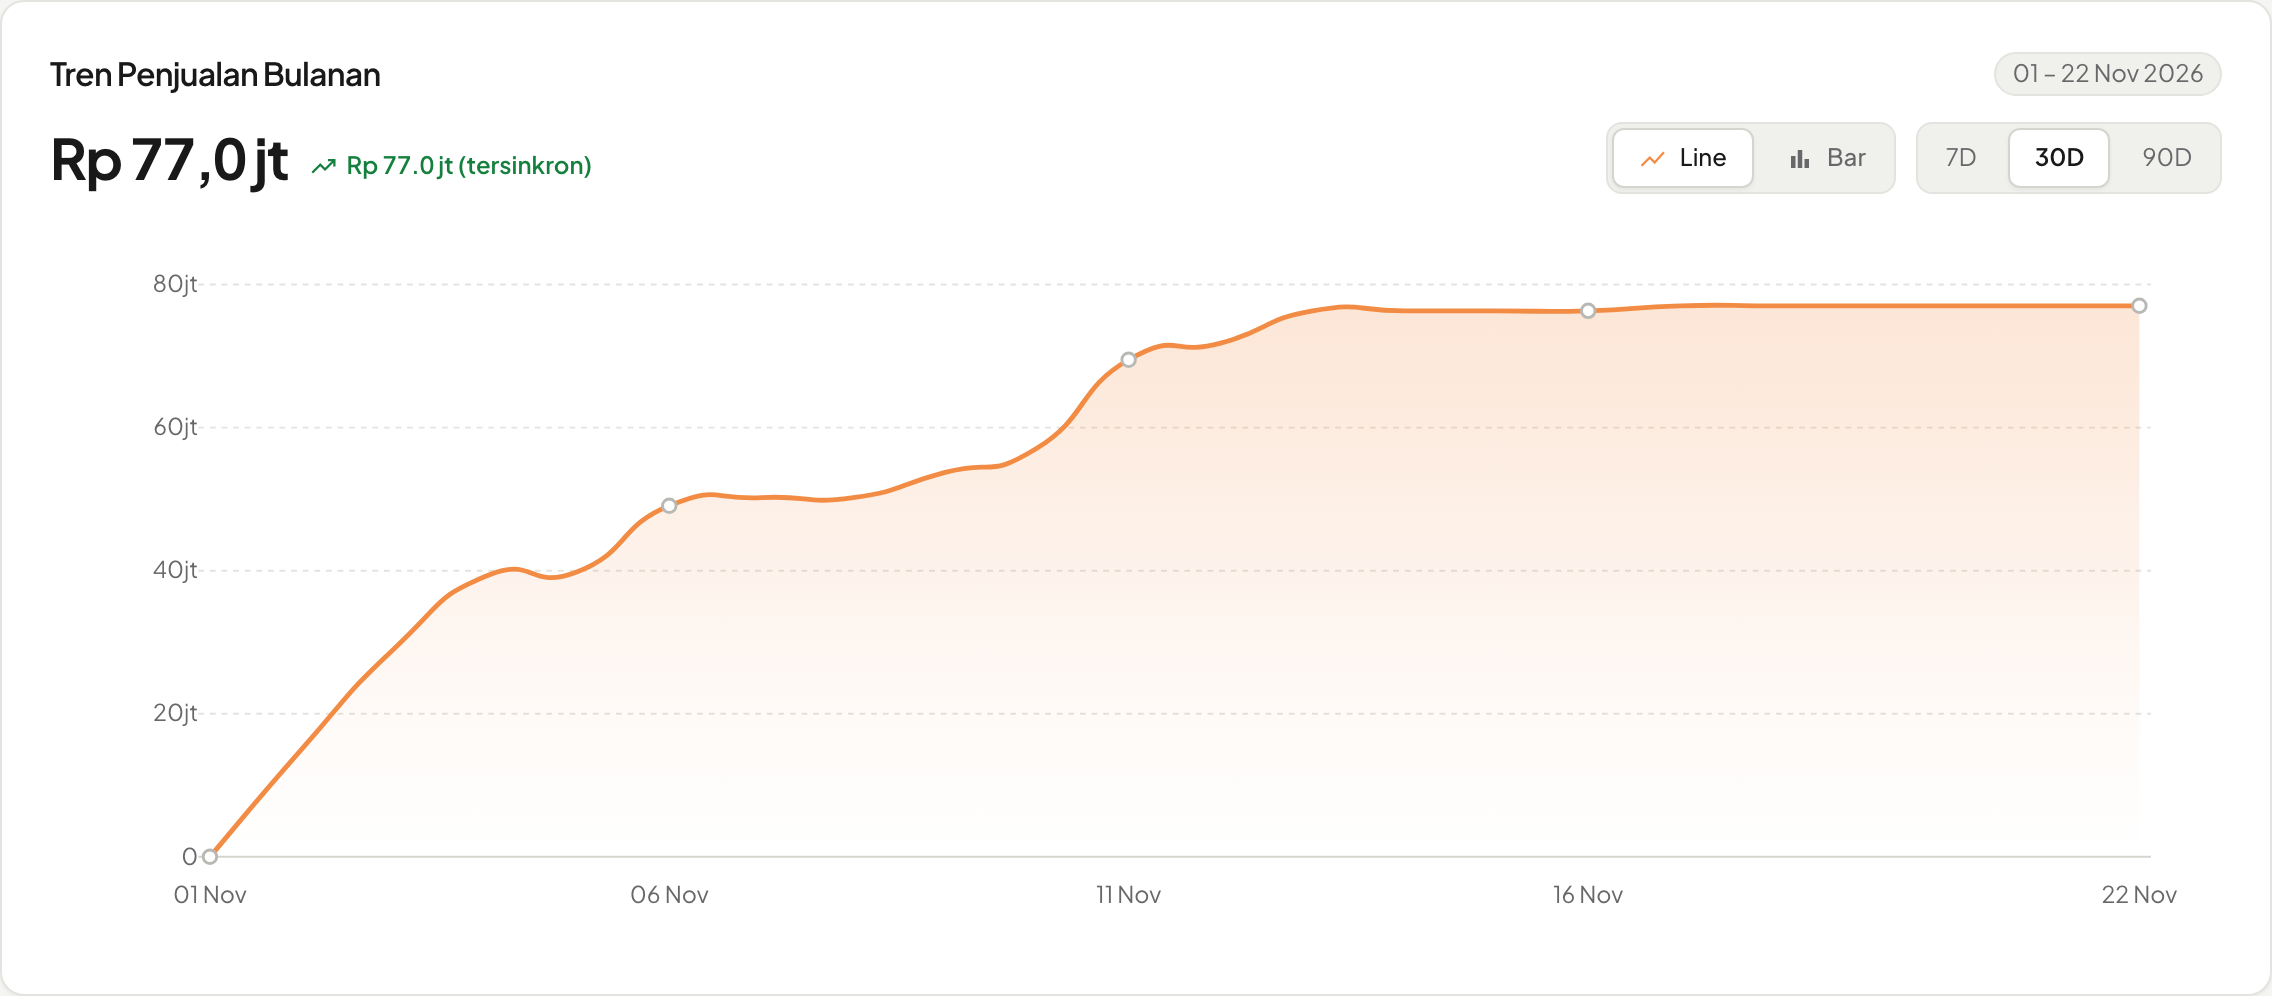 Tren Penjualan Bulanan
01 – 22 Nov 2026
Rp 77,0 jt
Rp 77.0 jt (tersinkron)
Line
Bar
7D
30D
90D
80jt
60jt
40jt
20jt
0
01 Nov
06 Nov
11 Nov
16 Nov
22 Nov